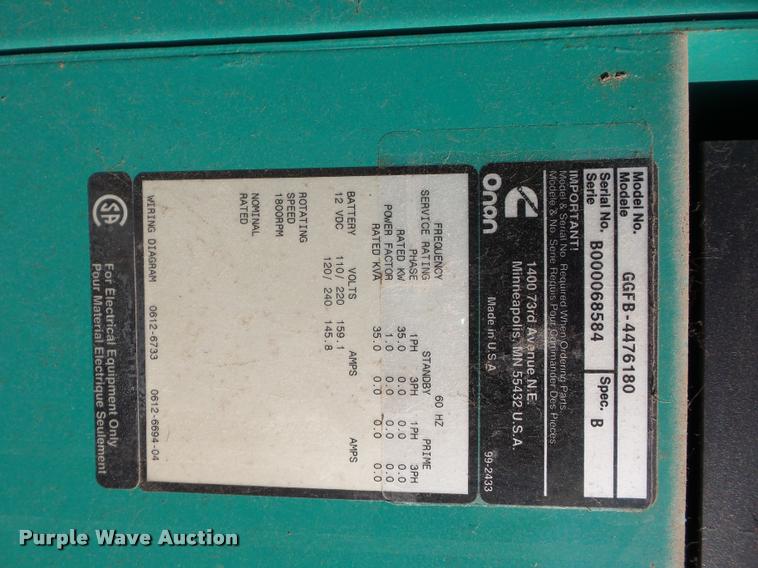 Model No.
Modele
GGFB-4476180
Serial No.
Serie
B000068584
Spec. B
IMPORTANT!
Model & Serial No. Required When Ordering Parts.
Modele & No. Serie Requis Pour Commander Des Pieces
Onan
1400 73rd Avenue N.E.
Minneapolis, MN 55432 U.S.A.
Made in U.S.A
99-2433
FREQUENCY 60 HZ
SERVICE RATING STANDBY PRIME
PHASE 1PH 3PH 1PH 3PH
RATED KW 35.0 0.0 0.0 0.0
POWER FACTOR 1.0 0.0 0.0 0.0
RATED KVA 35.0 0.0 0.0 0.0
BATTERY VOLTS AMPS AMPS
12 VDC 110/ 220 159.1
120/ 240 145.8
ROTATING
SPEED
1800RPM
NOMINAL
RATED
WIRING DIAGRAM 0612-6733 0612-6694-04
SA
For Electrical Equipment Only
Pour Material Electrique Seulement
Purple Wave Auction